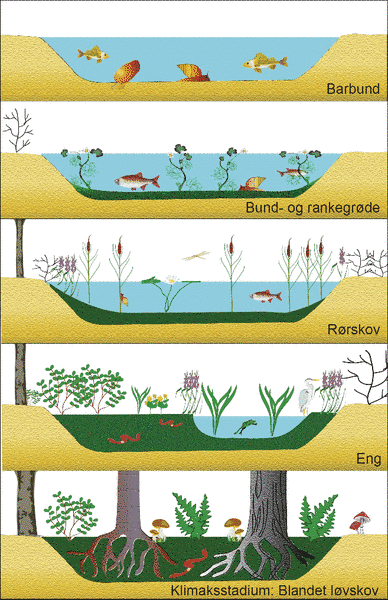 Barbund
Bund- og rankegrøde
Rørskov
Eng
Klimaksstadium: Blandet løvskov